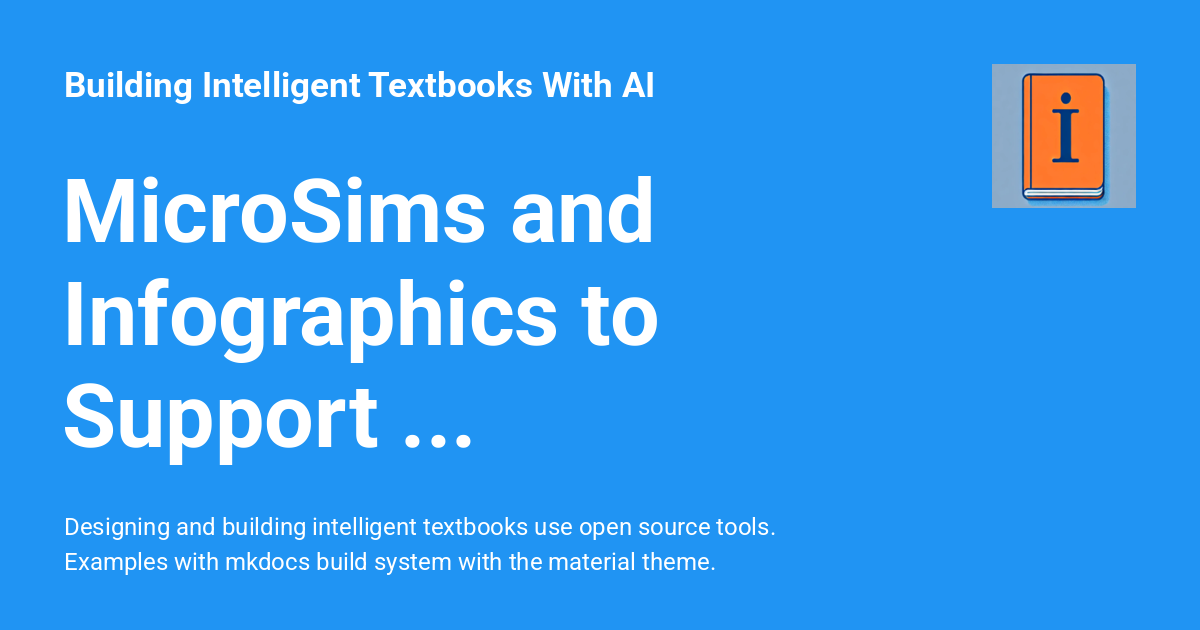 Building Intelligent Textbooks With AI
i
MicroSims and
Infographics to
Support ...
Designing and building intelligent textbooks use open source tools.
Examples with mkdocs build system with the material theme.